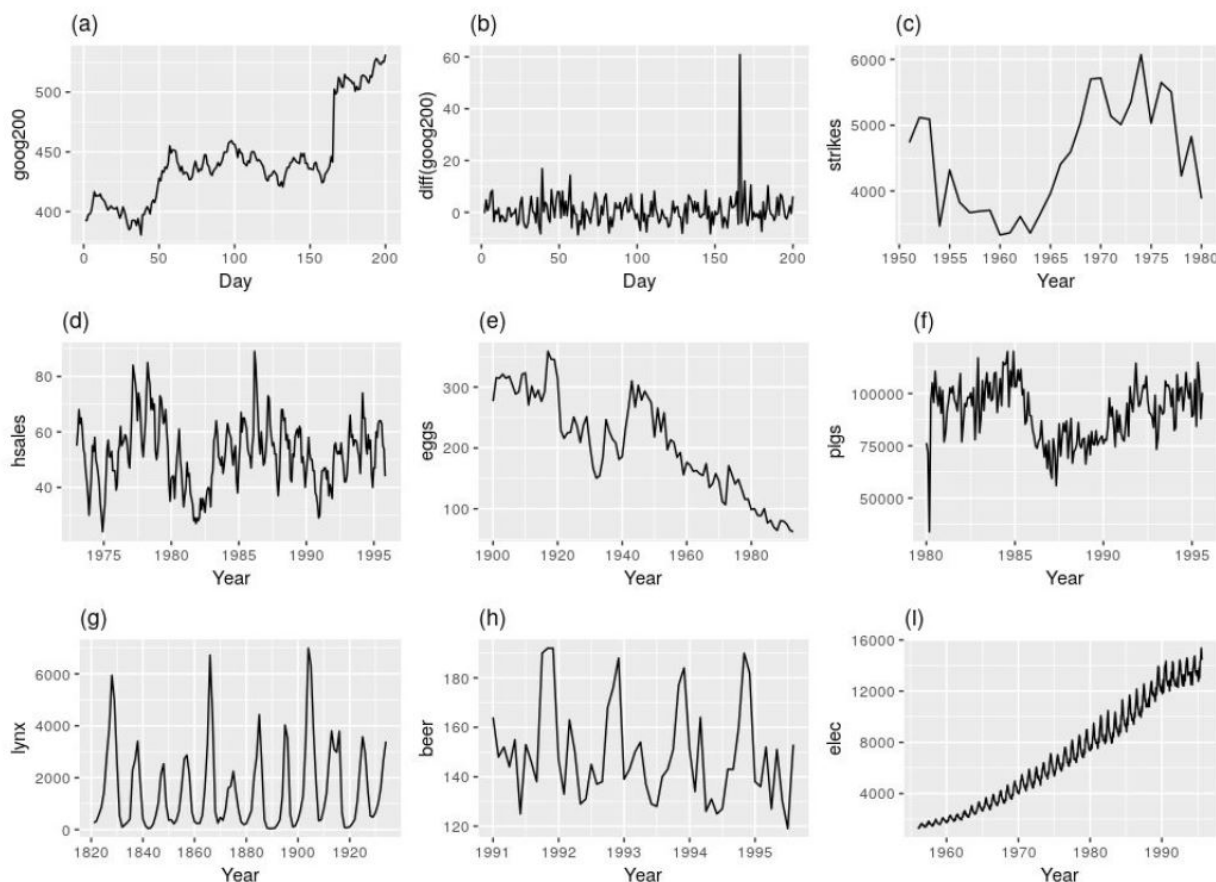 (a)
goog200
500
450
400
0
50
100
150
200
Day
(b)
diff(goog200)
60
40
20
0
0
50
100
150
200
Day
(c)
strikes
6000
5000
4000
1950
1955
1960
1965
1970
1975
1980
Year
(d)
hsales
80
60
40
1975
1980
1985
1990
1995
Year
(e)
eggs
300
200
100
1900
1920
1940
1960
1980
Year
(f)
pigs
100000
75000
50000
1980
1985
1990
1995
Year
(g)
lynx
6000
4000
2000
0
1820
1840
1860
1880
1900
1920
Year
(h)
beer
180
160
140
120
1991
1992
1993
1994
1995
Year
(I)
elec
16000
12000
8000
4000
1960
1970
1980
1990
Year